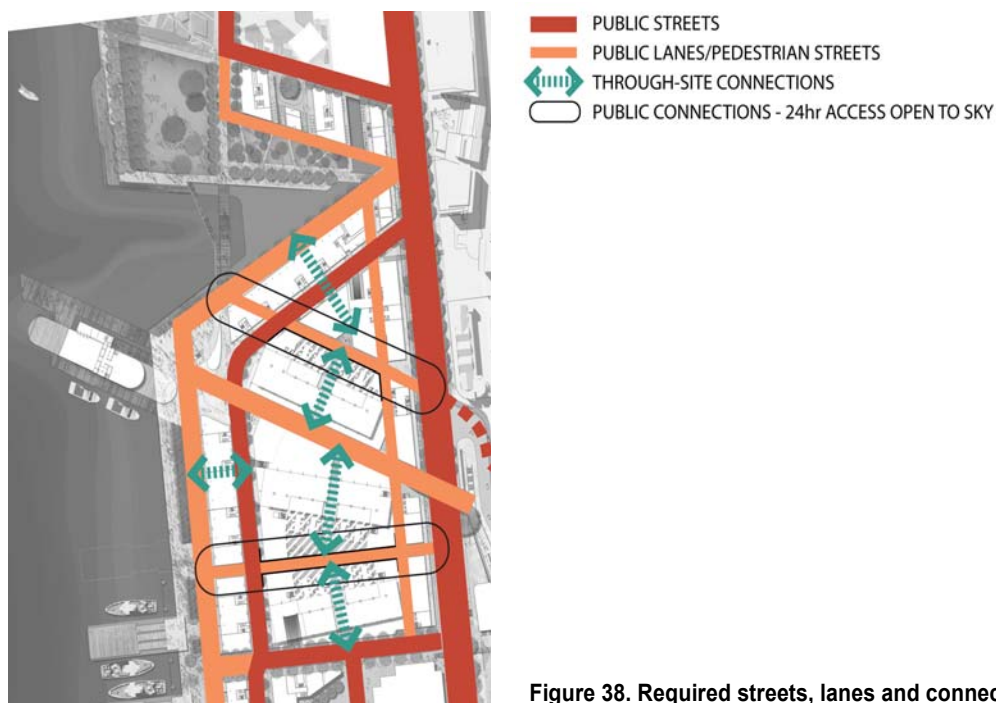 PUBLIC STREETS
PUBLIC LANES/PEDESTRIAN STREETS
THROUGH-SITE CONNECTIONS
PUBLIC CONNECTIONS - 24hr ACCESS OPEN TO SKY
Figure 38. Required streets, lanes and connec